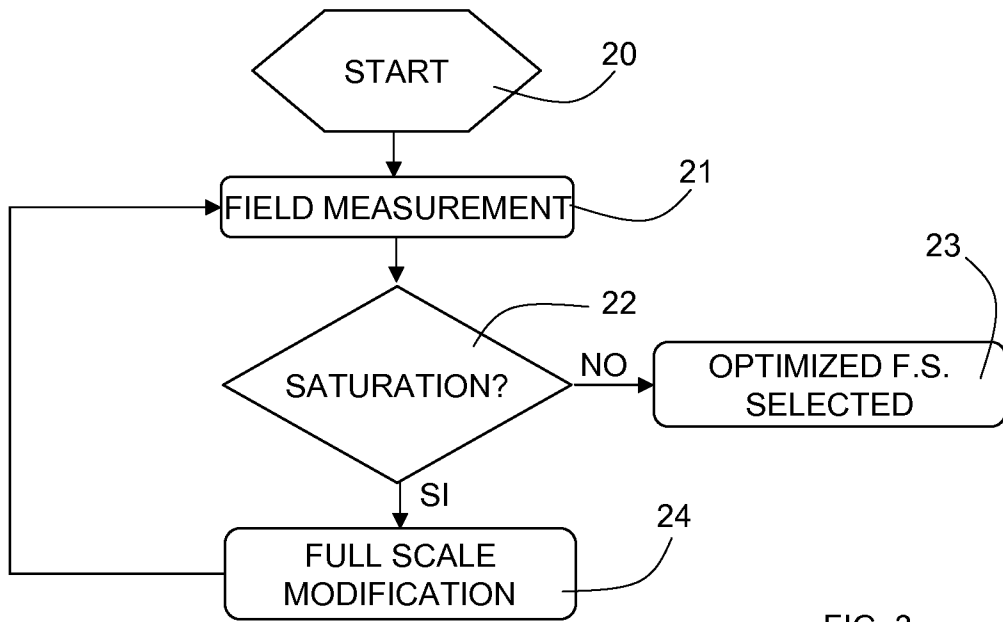 START
20
FIELD MEASUREMENT
21
22
SATURATION?
NO
OPTIMIZED F.S.
SELECTED
23
SI
FULL SCALE
MODIFICATION
24